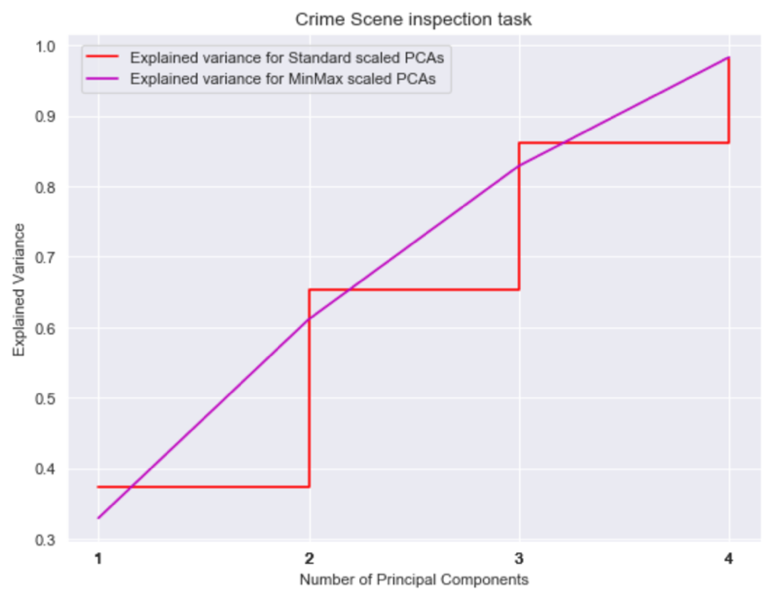 Crime Scene inspection task
Explained variance for Standard scaled PCAs
Explained variance for MinMax scaled PCAs
1.0
0.9
0.8
0.7
0.6
0.5
0.4
0.3
Explained Variance
1 2 3 4
Number of Principal Components